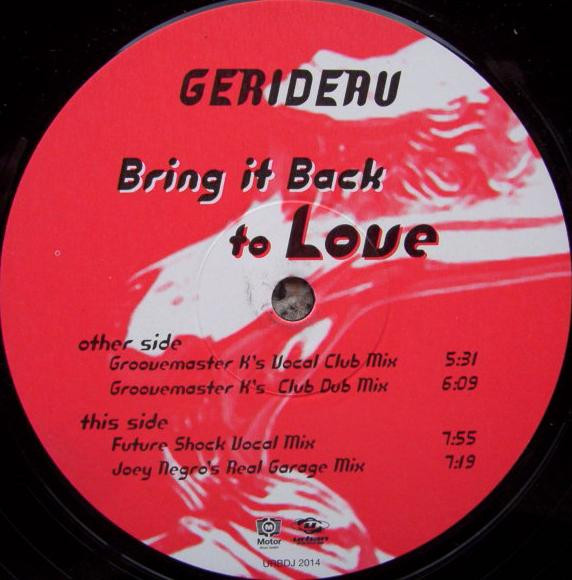 GERIDEAU
Bring it Back
to Love
other side
Groovemaster K's Vocal Club Mix 5:31
Groovemaster K's Club Dub Mix 6:09
this side
Future Shock Vocal Mix 7:55
Joey Negro's Real Garage Mix 7:19
Motor
urban
URBDJ 2014